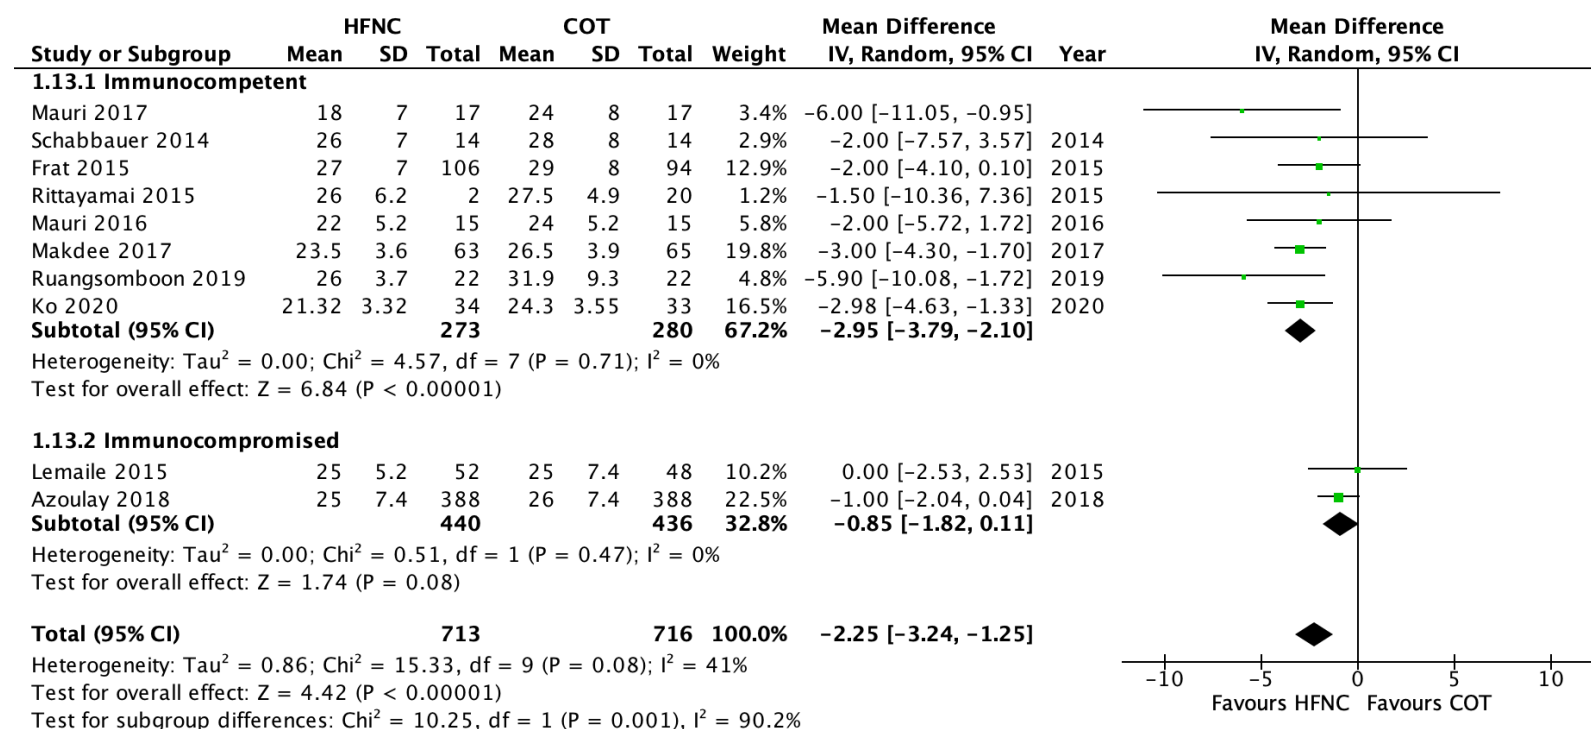 HFNC COT Mean Difference Mean Difference
Study or Subgroup Mean SD Total Mean SD Total Weight IV, Random, 95% CI Year IV, Random, 95% CI
1.13.1 Immunocompetent
Mauri 2017 18 7 17 24 8 17 3.4% −6.00 [−11.05, −0.95]
Schabbauer 2014 26 7 14 28 8 14 2.9% −2.00 [−7.57, 3.57] 2014
Frat 2015 27 7 106 29 8 94 12.9% −2.00 [−4.10, 0.10] 2015
Rittayamai 2015 26 6.2 2 27.5 4.9 20 1.2% −1.50 [−10.36, 7.36] 2015
Mauri 2016 22 5.2 15 24 5.2 15 5.8% −2.00 [−5.72, 1.72] 2016
Makdee 2017 23.5 3.6 63 26.5 3.9 65 19.8% −3.00 [−4.30, −1.70] 2017
Ruangsomboon 2019 26 3.7 22 31.9 9.3 22 4.8% −5.90 [−10.08, −1.72] 2019
Ko 2020 21.32 3.32 34 24.3 3.55 33 16.5% −2.98 [−4.63, −1.33] 2020
Subtotal (95% CI) 273 280 67.2% −2.95 [−3.79, −2.10]
Heterogeneity: Tau² = 0.00; Chi² = 4.57, df = 7 (P = 0.71); I² = 0%
Test for overall effect: Z = 6.84 (P < 0.00001)
1.13.2 Immunocompromised
Lemaile 2015 25 5.2 52 25 7.4 48 10.2% 0.00 [−2.53, 2.53] 2015
Azoulay 2018 25 7.4 388 26 7.4 388 22.5% −1.00 [−2.04, 0.04] 2018
Subtotal (95% CI) 440 436 32.8% −0.85 [−1.82, 0.11]
Heterogeneity: Tau² = 0.00; Chi² = 0.51, df = 1 (P = 0.47); I² = 0%
Test for overall effect: Z = 1.74 (P = 0.08)
Total (95% CI) 713 716 100.0% −2.25 [−3.24, −1.25]
Heterogeneity: Tau² = 0.86; Chi² = 15.33, df = 9 (P = 0.08); I² = 41%
Test for overall effect: Z = 4.42 (P < 0.00001)
Test for subgroup differences: Chi² = 10.25, df = 1 (P = 0.001), I² = 90.2%
−10 −5 0 5 10
Favours HFNC Favours COT